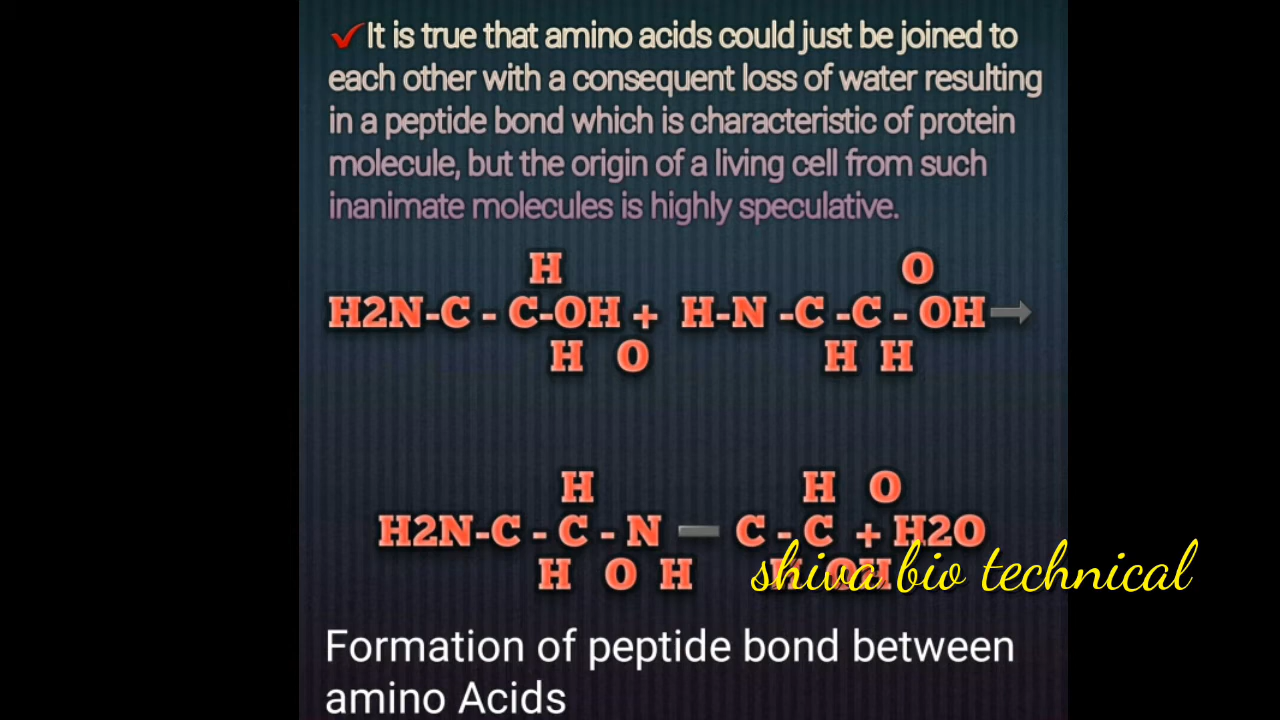 ✓It is true that amino acids could just be joined to
each other with a consequent loss of water resulting
in a peptide bond which is characteristic of protein
molecule, but the origin of a living cell from such
inanimate molecules is highly speculative.
H O
H2N-C - C-OH + H-N -C -C - OH→
H O H H
H H O
H2N-C - C - N — C - C + H2O
H O H H OH
shiva bio technical
Formation of peptide bond between
amino Acids